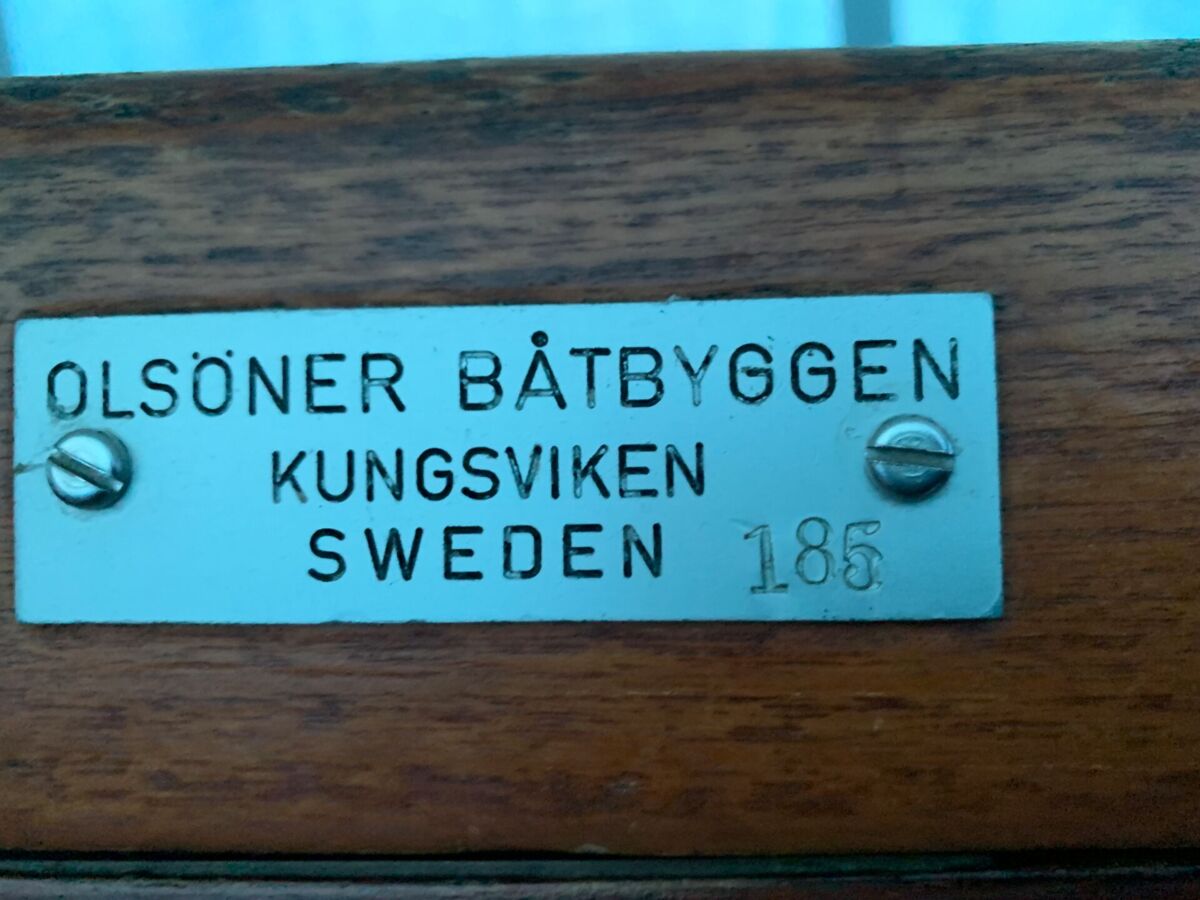 OLSÖNER BÅTBYGGEN
KUNGSVIKEN
SWEDEN 185